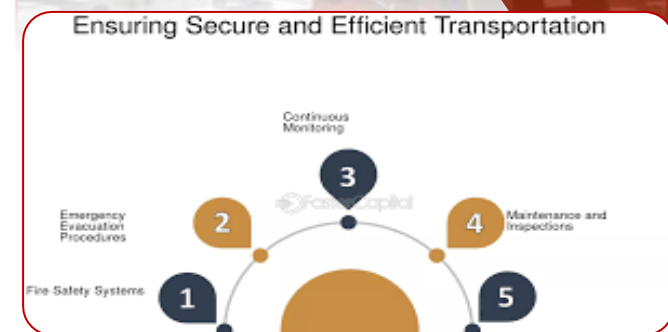 Ensuring Secure and Efficient Transportation
Continuous
Monitoring
3
FasterCapital
Emergency
Evacuation
Procedures
2
4
Maintenance and
Inspections
Fire Safety Systems
1
5